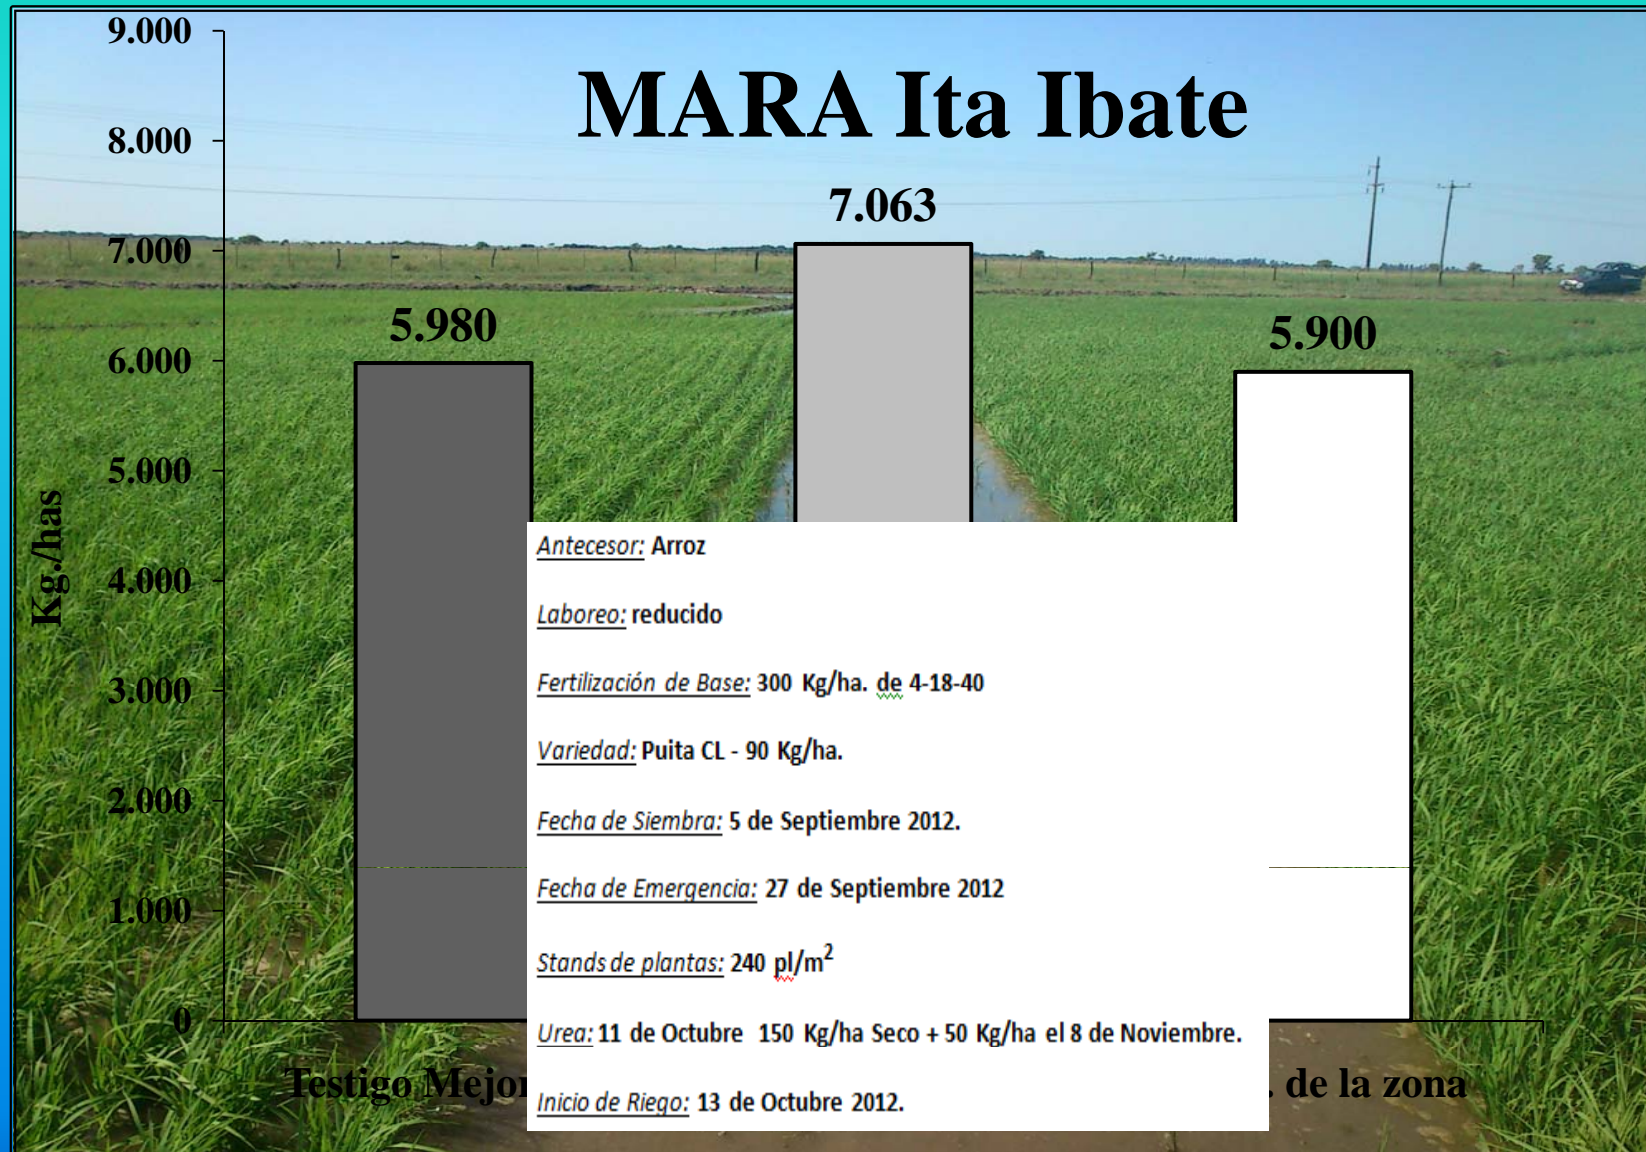 MARA Ita Ibate
9.000
8.000
7.000
6.000
5.000
4.000
3.000
2.000
1.000
0
Kg./has
5.980
7.063
5.900
Antecesor: Arroz
Laboreo: reducido
Fertilización de Base: 300 Kg/ha. de 4-18-40
Variedad: Puita CL - 90 Kg/ha.
Fecha de Siembra: 5 de Septiembre 2012.
Fecha de Emergencia: 27 de Septiembre 2012
Stands de plantas: 240 pl/m²
Urea: 11 de Octubre 150 Kg/ha Seco + 50 Kg/ha el 8 de Noviembre.
Inicio de Riego: 13 de Octubre 2012.
Testigo
de la zona